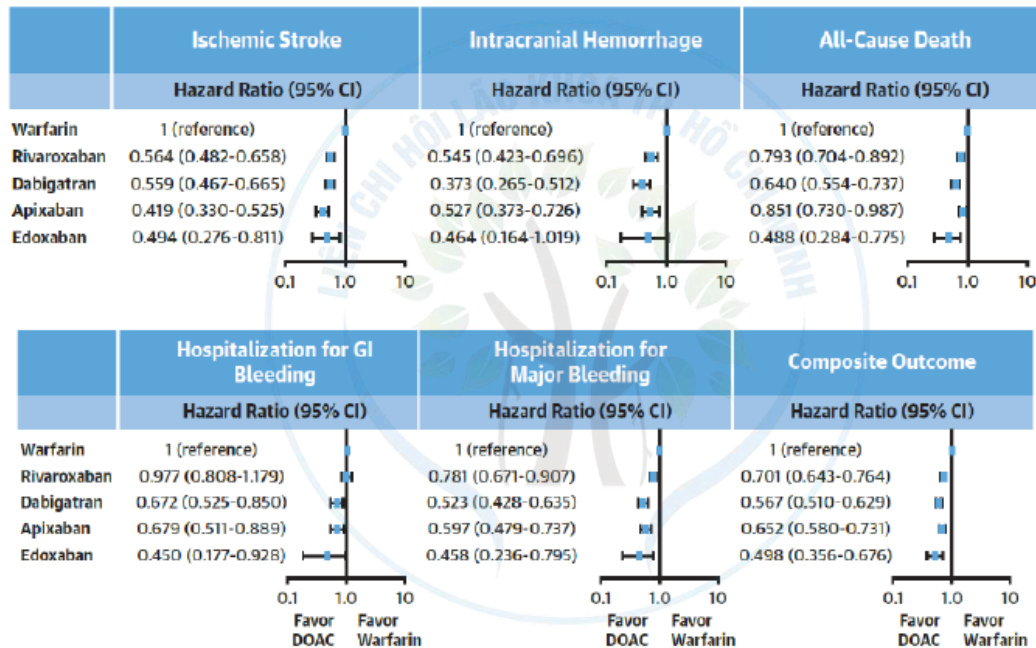 Ischemic Stroke Intracranial Hemorrhage All-Cause Death
Hazard Ratio (95% CI) Hazard Ratio (95% CI) Hazard Ratio (95% CI)
Warfarin 1 (reference) 1 (reference) 1 (reference)
Rivaroxaban 0.564 (0.482-0.658) 0.545 (0.423-0.696) 0.793 (0.704-0.892)
Dabigatran 0.559 (0.467-0.665) 0.373 (0.265-0.512) 0.640 (0.554-0.737)
Apixaban 0.419 (0.330-0.525) 0.527 (0.373-0.726) 0.851 (0.730-0.987)
Edoxaban 0.494 (0.276-0.811) 0.464 (0.164-1.019) 0.488 (0.284-0.775)
0.1 1.0 10 0.1 1.0 10 0.1 1.0 10
LIÊN CHI HỘI LÃO KHOA TP. HỒ CHÍ MINH
Hospitalization for GI Bleeding Hospitalization for Major Bleeding Composite Outcome
Hazard Ratio (95% CI) Hazard Ratio (95% CI) Hazard Ratio (95% CI)
Warfarin 1 (reference) 1 (reference) 1 (reference)
Rivaroxaban 0.977 (0.808-1.179) 0.781 (0.671-0.907) 0.701 (0.643-0.764)
Dabigatran 0.672 (0.525-0.850) 0.523 (0.428-0.635) 0.567 (0.510-0.629)
Apixaban 0.679 (0.511-0.889) 0.597 (0.479-0.737) 0.652 (0.580-0.731)
Edoxaban 0.450 (0.177-0.928) 0.458 (0.236-0.795) 0.498 (0.356-0.676)
0.1 1.0 10 0.1 1.0 10 0.1 1.0 10
Favor DOAC Favor Warfarin Favor DOAC Favor Warfarin Favor DOAC Favor Warfarin